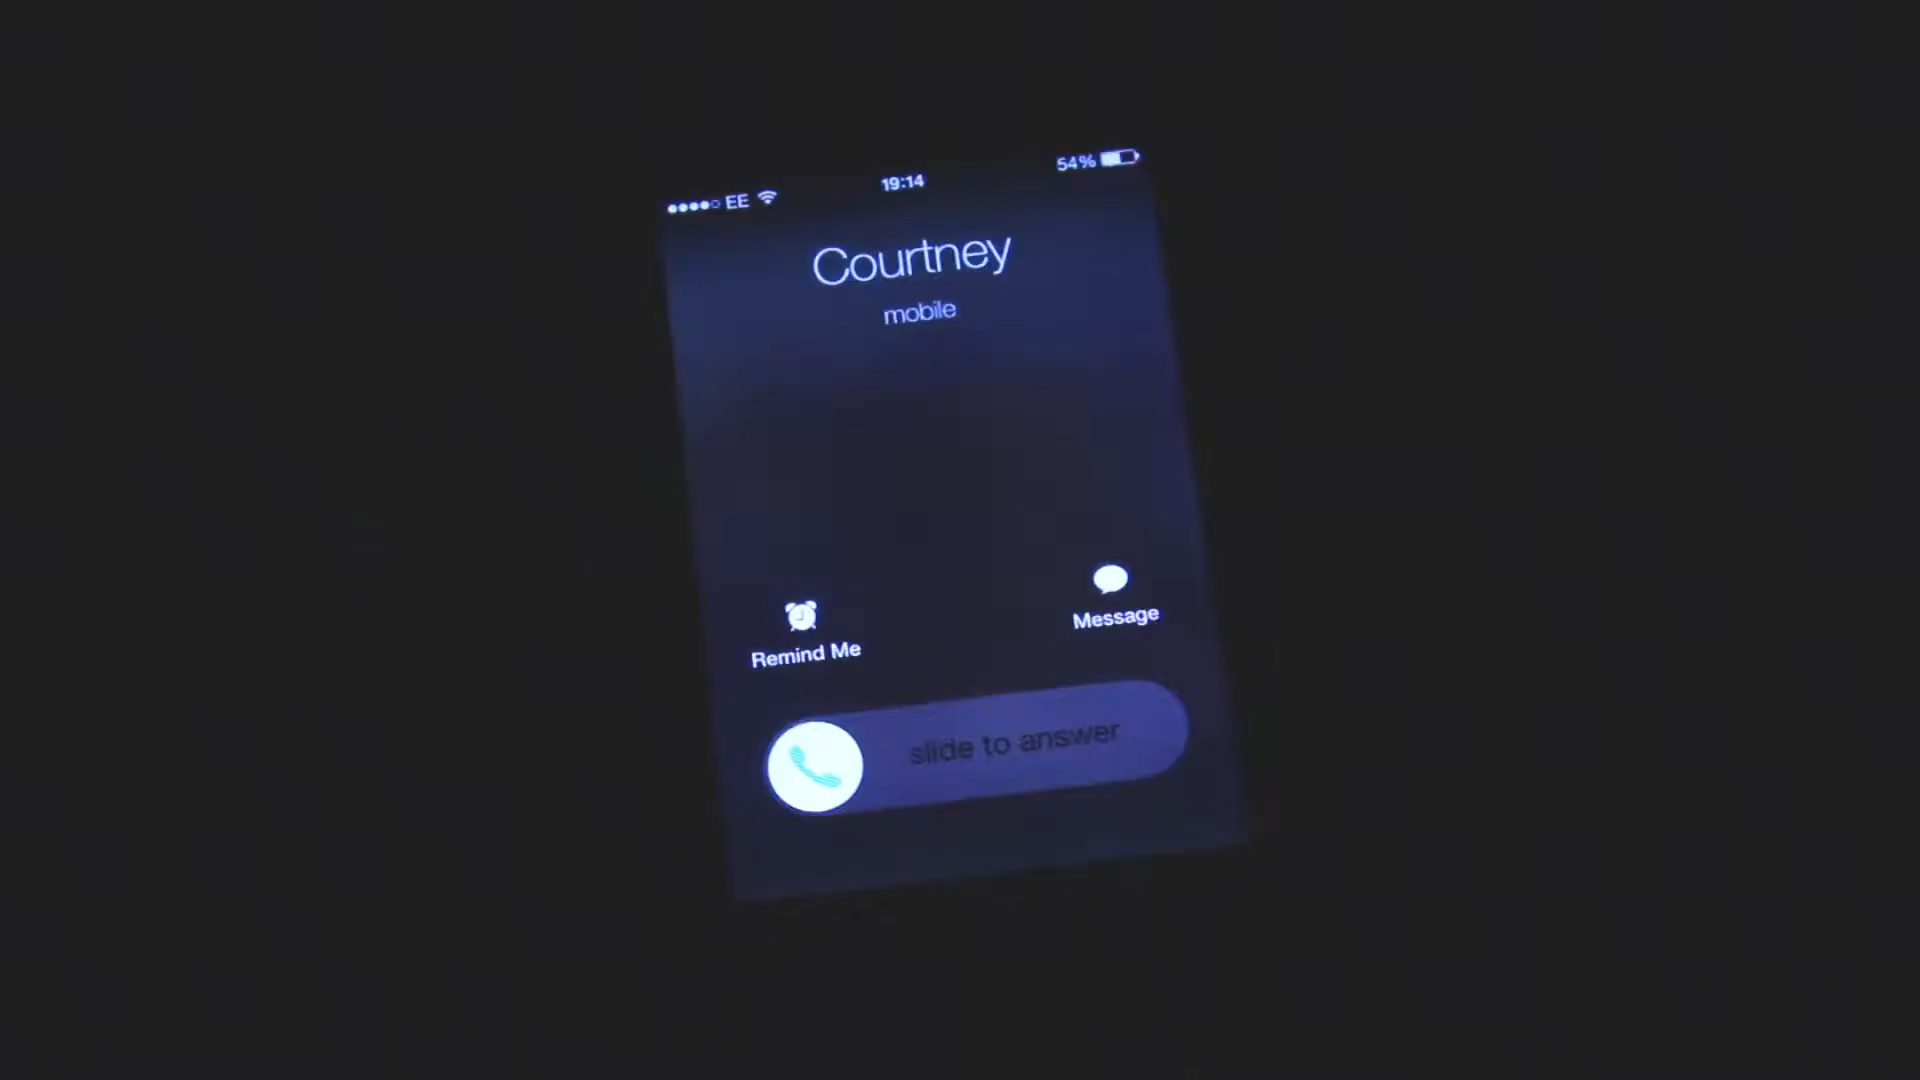 EE 19:14 54%
Courtney
mobile
Remind Me Message
slide to answer